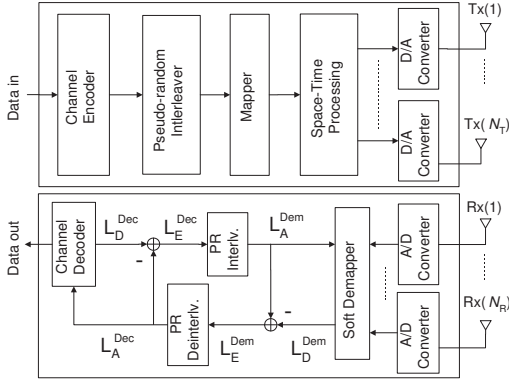 Data in
Channel
Encoder
Pseudo-random
Intlerleaver
Mapper
Space-Time
Processing
D/A
Converter
Tx(1)
D/A
Converter
Tx( N_T)
Data out
Channel
Decoder
L_D^Dec
-
L_E^Dec
PR
Interlv.
L_A^Dem
L_A^Dec
PR
Deinterlv.
L_E^Dem
-
L_D^Dem
Soft Demapper
A/D
Converter
Rx(1)
A/D
Converter
Rx(N_R)